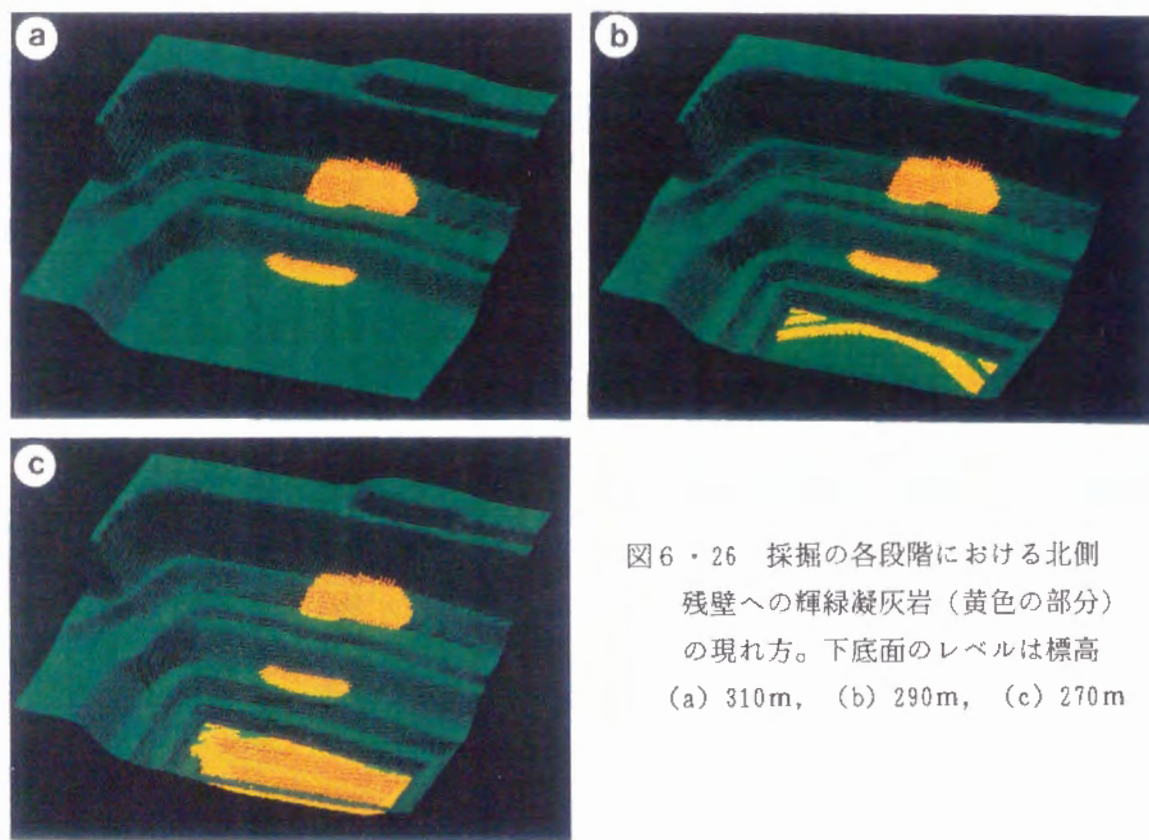 a
b
c
図6・26 採掘の各段階における北側
残壁への輝緑凝灰岩（黄色の部分）
の現れ方。下底面のレベルは標高
(a) 310m, (b) 290m, (c) 270m